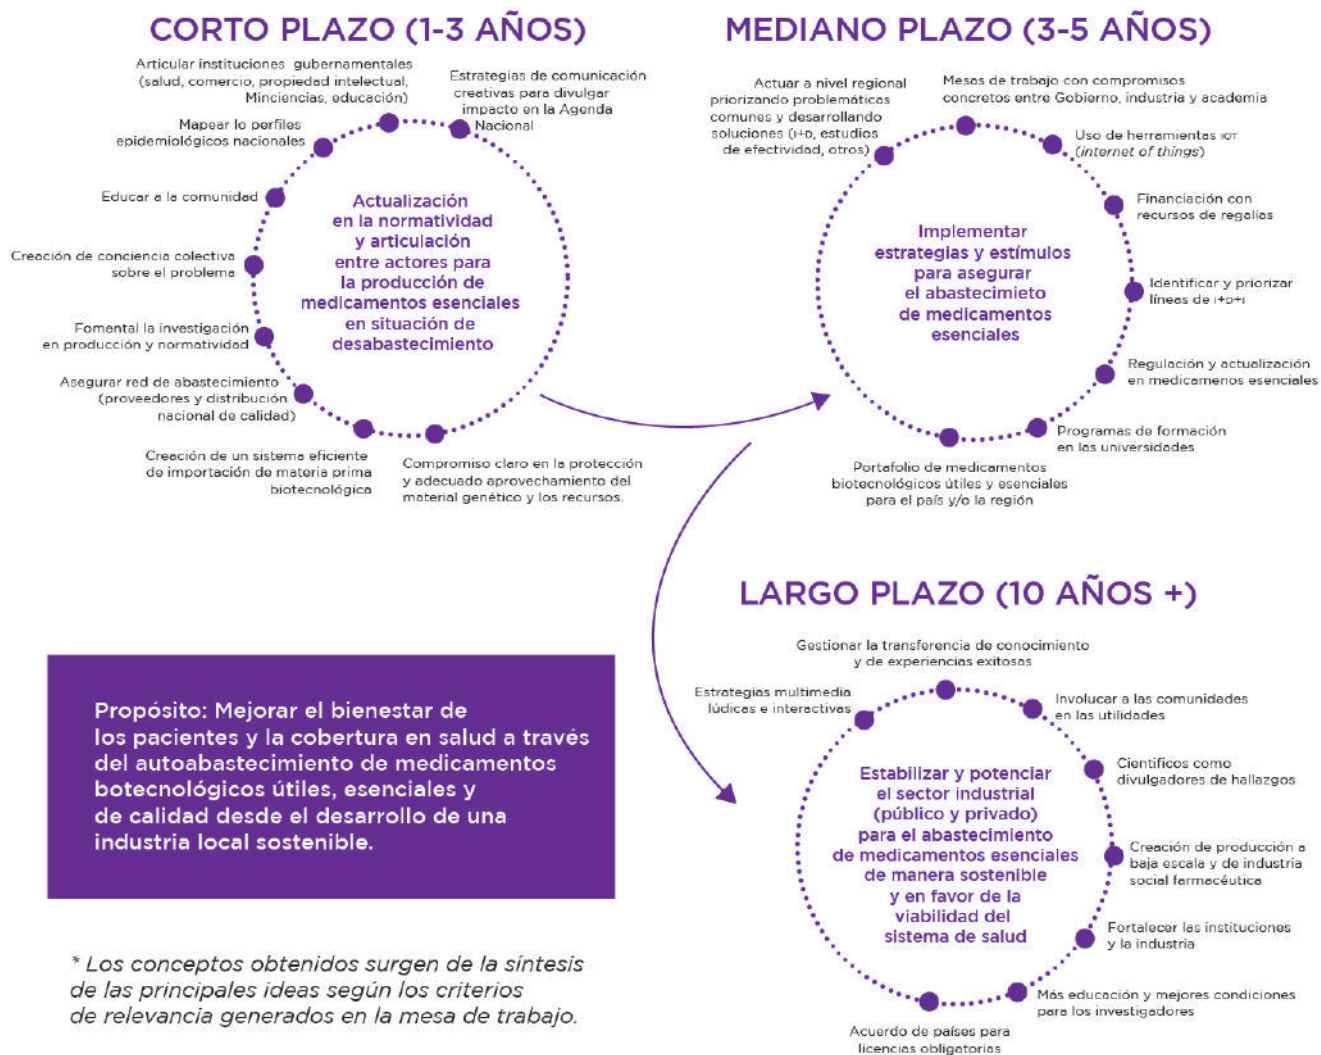 CORTO PLAZO (1-3 AÑOS)
Articular instituciones gubernamentales
(salud, comercio, propiedad intelectual,
Minciencias, educación)
Estrategias de comunicación
creativas para divulgar
impacto en la Agenda
Nacional
Mapear lo perfiles
epidemiológicos nacionales
Educar a la comunidad
Creación de conciencia colectiva
sobre el problema
Fomental la investigación
en producción y normatividad
Asegurar red de abastecimiento
(proveedores y distribución
nacional de calidad)
Creación de un sistema eficiente
de importación de materia prima
biotecnológica
Compromiso claro en la protección
y adecuado aprovechamiento del
material genético y los recursos.
Actualización
en la normatividad
y articulación
entre actores para
la producción de
medicamentos esenciales
en situación de
desabastecimiento
MEDIANO PLAZO (3-5 AÑOS)
Actuar a nivel regional
priorizando problemáticas
comunes y desarrollando
soluciones (I+D, estudios
de efectividad, otros)
Mesas de trabajo con compromisos
concretos entre Gobierno, industria y academia
Uso de herramientas IOT
(internet of things)
Financiación con
recursos de regalías
Identificar y priorizar
líneas de I+D+I
Regulación y actualización
en medicamenos esenciales
Programas de formación
en las universidades
Portafolio de medicamentos
biotecnológicos útiles y esenciales
para el país y/o la región
Implementar
estrategias y estímulos
para asegurar
el abastecimieto
de medicamentos
esenciales
LARGO PLAZO (10 AÑOS +)
Gestionar la transferencia de conocimiento
y de experiencias exitosas
Estrategias multimedia
lúdicas e interactivas
Involucar a las comunidades
en las utilidades
Científicos como
divulgadores de hallazgos
Creación de producción a
baja escala y de industria
social farmacéutica
Fortalecer las instituciones
y la industria
Más educación y mejores condiciones
para los investigadores
Acuerdo de países para
licencias obligatorias
Estabilizar y potenciar
el sector industrial
(público y privado)
para el abastecimiento
de medicamentos esenciales
de manera sostenible
y en favor de la
viabilidad del
sistema de salud
Propósito: Mejorar el bienestar de
los pacientes y la cobertura en salud a través
del autoabastecimiento de medicamentos
botecnológicos útiles, esenciales y
de calidad desde el desarrollo de una
industria local sostenible.
* Los conceptos obtenidos surgen de la síntesis
de las principales ideas según los criterios
de relevancia generados en la mesa de trabajo.